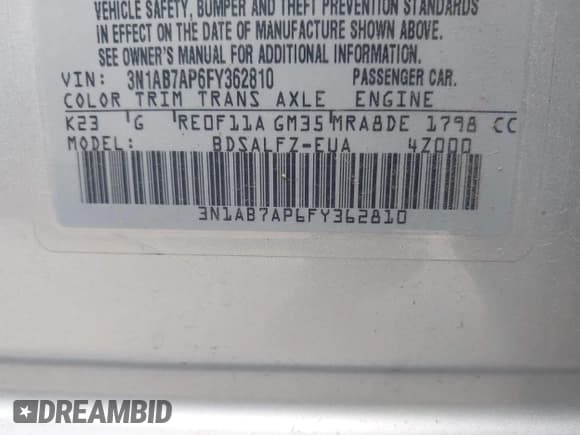 VEHICLE SAFETY, BUMPER AND THEFT PREVENTION STANDARDS
IN EFFECT ON THE DATE OF MANUFACTURE SHOWN ABOVE.
SEE OWNER'S MANUAL FOR ADDITIONAL INFORMATION.
VIN: 3N1AB7AP6FY362810 PASSENGER CAR.
COLOR TRIM TRANS AXLE ENGINE
K23 G RE0F11A GM35 MRA8DE 1798 CC
MODEL: BDSALFZ-EUA 4Z000
3N1AB7AP6FY362810
DREAMBID